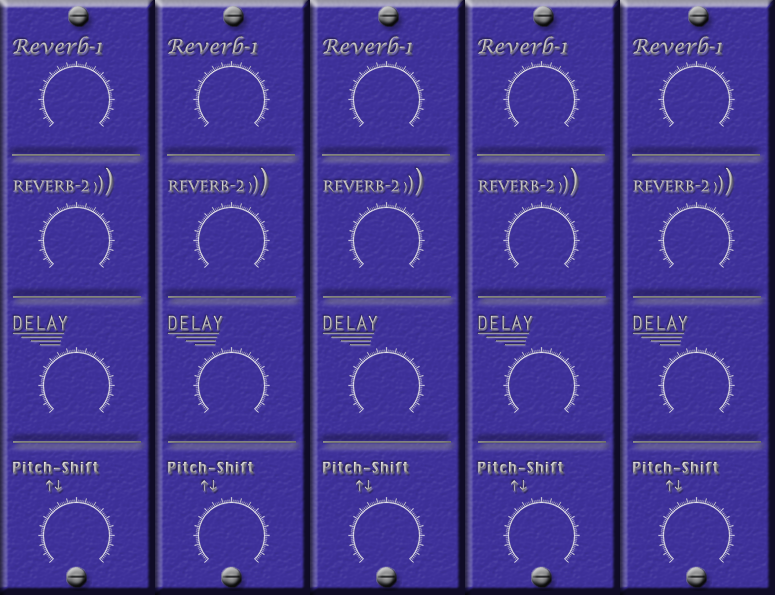 Reverb-1 Reverb-1 Reverb-1 Reverb-1 Reverb-1
REVERB-2 REVERB-2 REVERB-2 REVERB-2 REVERB-2
DELAY DELAY DELAY DELAY DELAY
Pitch-Shift Pitch-Shift Pitch-Shift Pitch-Shift Pitch-Shift